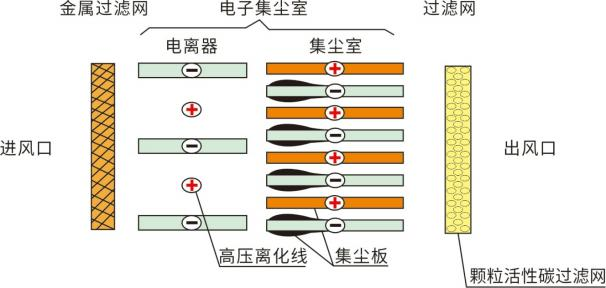 金属过滤网
电子集尘室
过滤网
电离器
集尘室
进风口
出风口
高压离化线
集尘板
颗粒活性碳过滤网